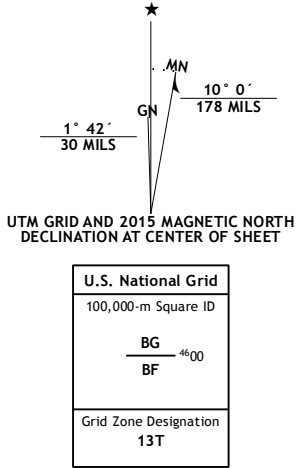 ★
MN
GN
10° 0´
178 MILS
1° 42´
30 MILS
UTM GRID AND 2015 MAGNETIC NORTH
DECLINATION AT CENTER OF SHEET
U.S. National Grid
100,000-m Square ID
BG
BF
4600
Grid Zone Designation
13T